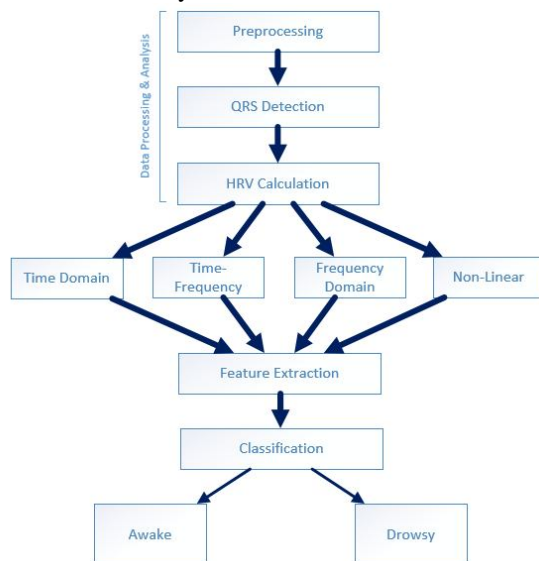 Preprocessing
Data Processing & Analysis
QRS Detection
HRV Calculation
Time Domain
Time-
Frequency
Frequency
Domain
Non-Linear
Feature Extraction
Classification
Awake
Drowsy